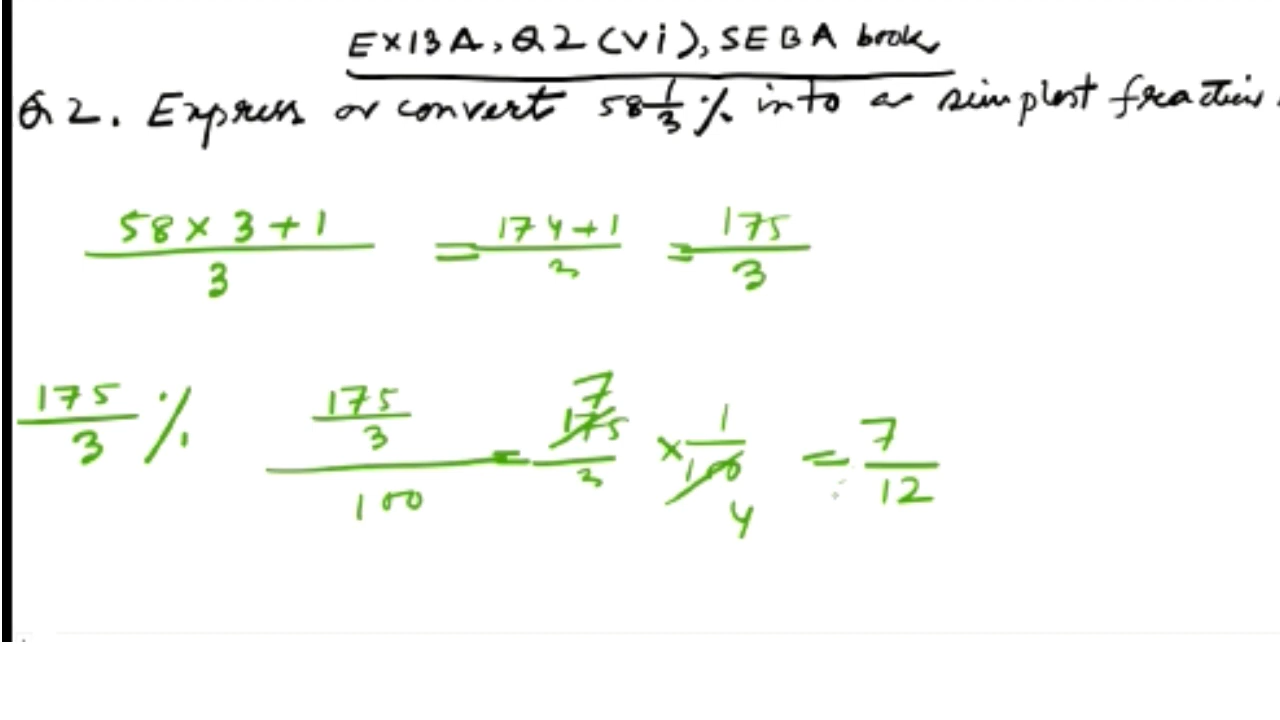 Ex13A, Q2(vi), SEBA book
Q2. Express or convert 58 1/3 % into a simplest fraction.
(58 × 3 + 1)/3 = (174 + 1)/3 = 175/3
175/3 % (175/3)/100 = 7 175/3 × 1/100 4 = 7/12